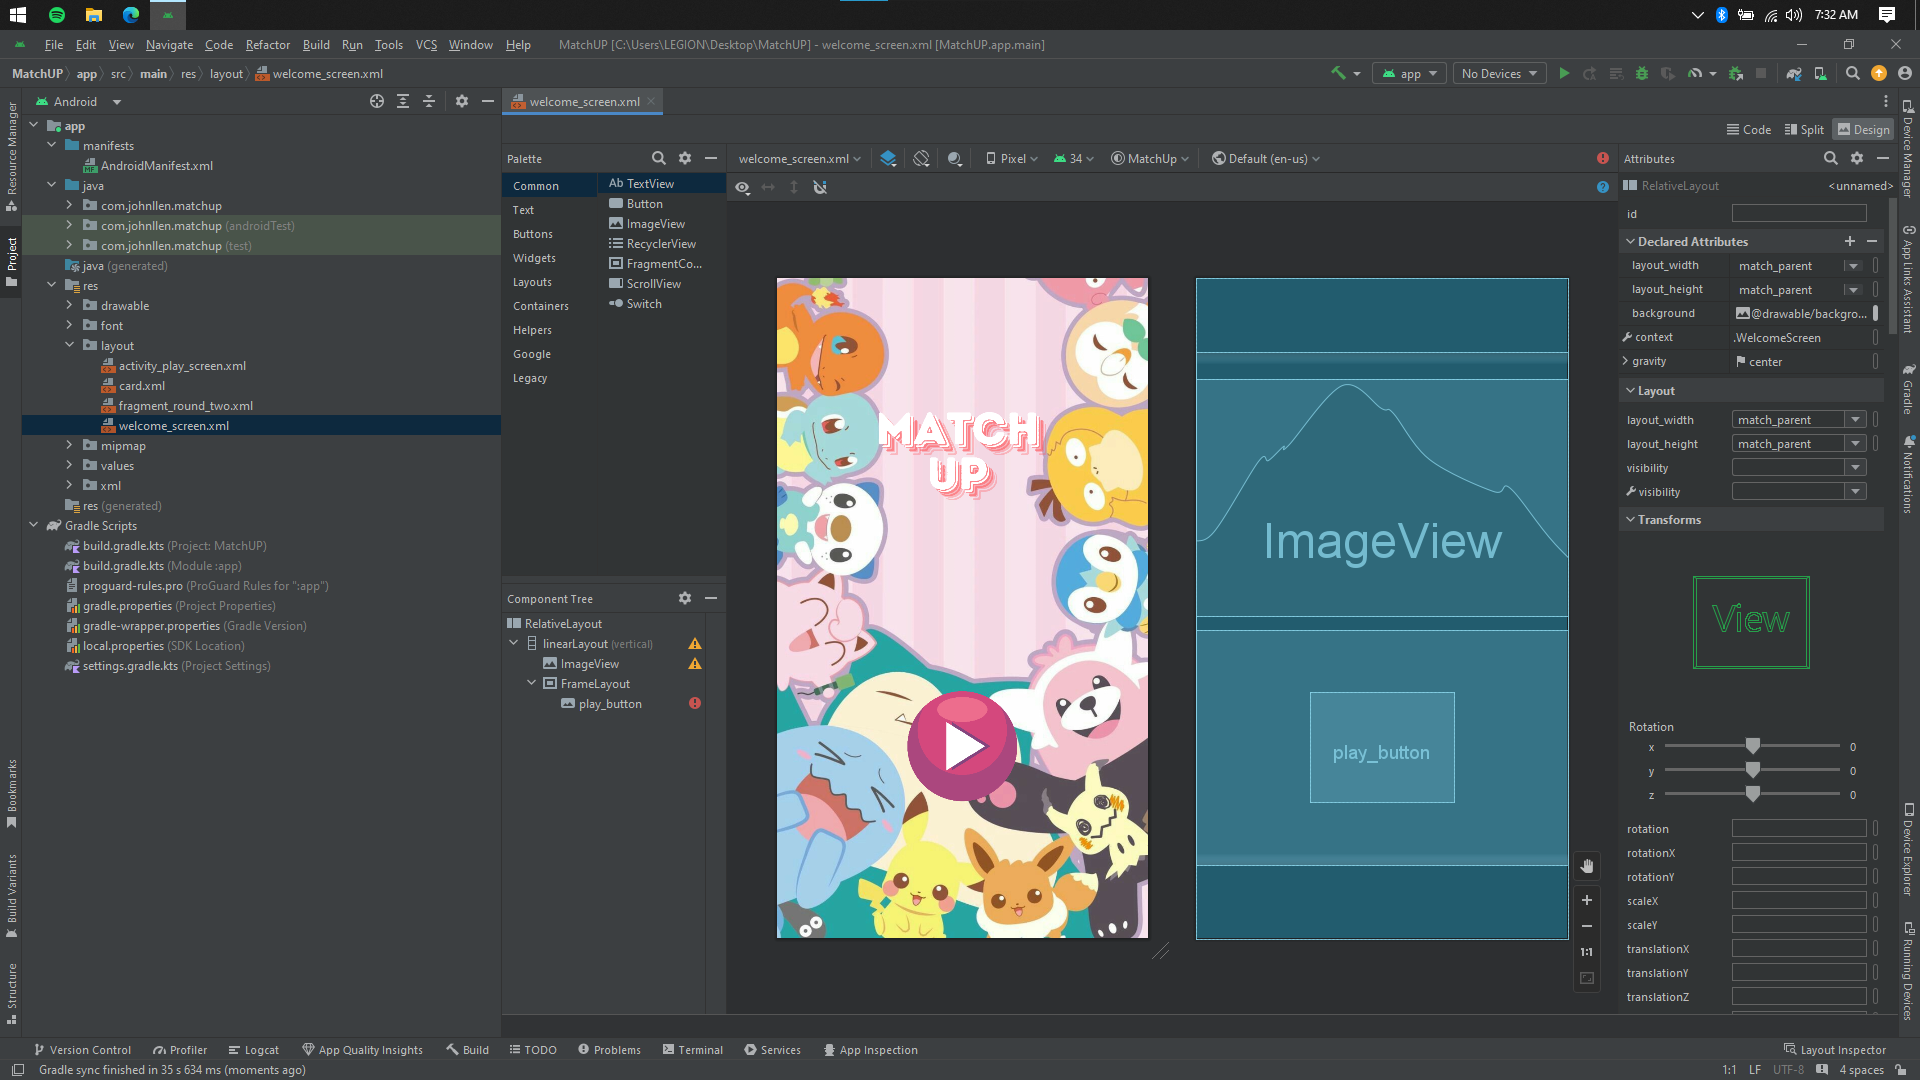 7:32 AM
File Edit View Navigate Code Refactor Build Run Tools VCS Window Help MatchUP [C:\Users\LEGION\Desktop\MatchUP] - welcome_screen.xml [MatchUP.app.main]
MatchUP app src main res layout welcome_screen.xml app No Devices
Android
welcome_screen.xml
Code Split Design
Resource Manager
Project
Bookmarks
Build Variants
Structure
app
manifests
AndroidManifest.xml
java
com.johnllen.matchup
com.johnllen.matchup (androidTest)
com.johnllen.matchup (test)
java (generated)
res
drawable
font
layout
activity_play_screen.xml
card.xml
fragment_round_two.xml
welcome_screen.xml
mipmap
values
xml
res (generated)
Gradle Scripts
build.gradle.kts (Project: MatchUP)
build.gradle.kts (Module :app)
proguard-rules.pro (ProGuard Rules for ":app")
gradle.properties (Project Properties)
gradle-wrapper.properties (Gradle Version)
local.properties (SDK Location)
settings.gradle.kts (Project Settings)
Palette
Common
Text
Buttons
Widgets
Layouts
Containers
Helpers
Google
Legacy
Ab TextView
Button
ImageView
RecyclerView
FragmentCo...
ScrollView
Switch
Component Tree
RelativeLayout
linearLayout (vertical)
ImageView
FrameLayout
play_button
welcome_screen.xml Pixel 34 MatchUp Default (en-us)
MATCH
UP
ImageView
play_button
1:1
Attributes
RelativeLayout <unnamed>
id
Declared Attributes
layout_width match_parent
layout_height match_parent
background @drawable/backgro...
context .WelcomeScreen
gravity center
Layout
layout_width match_parent
layout_height match_parent
visibility
visibility
Transforms
View
Rotation
x 0
y 0
z 0
rotation
rotationX
rotationY
scaleX
scaleY
translationX
translationY
translationZ
Device Manager
App Links Assistant
Gradle
Notifications
Device Explorer
Running Devices
Version Control Profiler Logcat App Quality Insights Build TODO Problems Terminal Services App Inspection Layout Inspector
Gradle sync finished in 35 s 634 ms (moments ago) 1:1 LF UTF-8 4 spaces